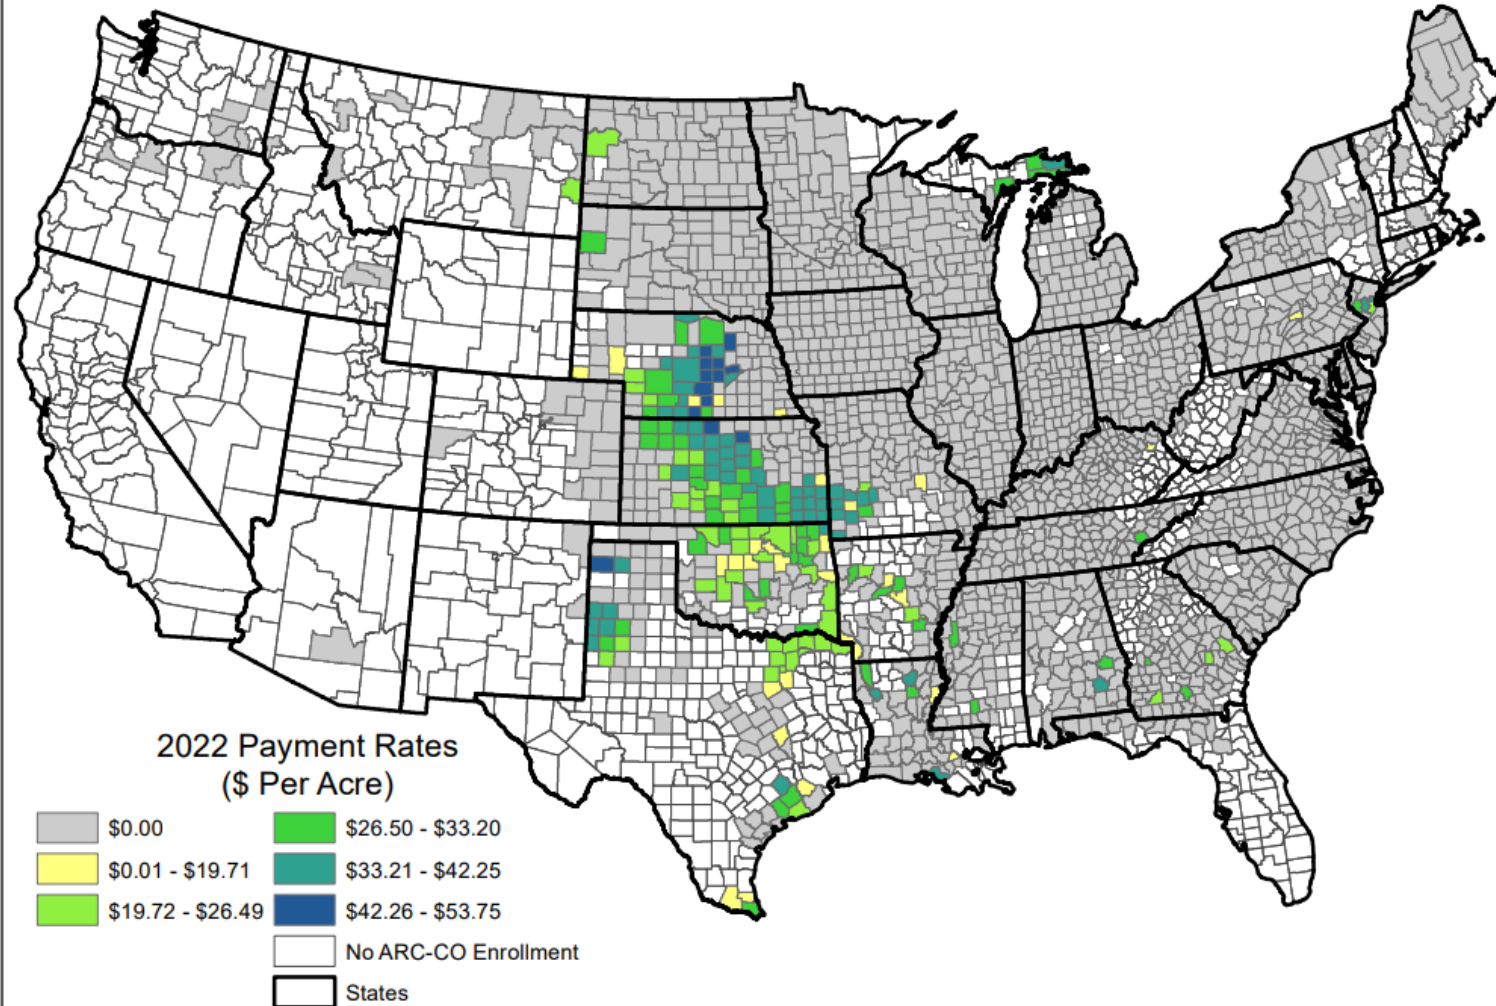 2022 Payment Rates
($ Per Acre)
$0.00
$0.01 - $19.71
$19.72 - $26.49
$26.50 - $33.20
$33.21 - $42.25
$42.26 - $53.75
No ARC-CO Enrollment
States